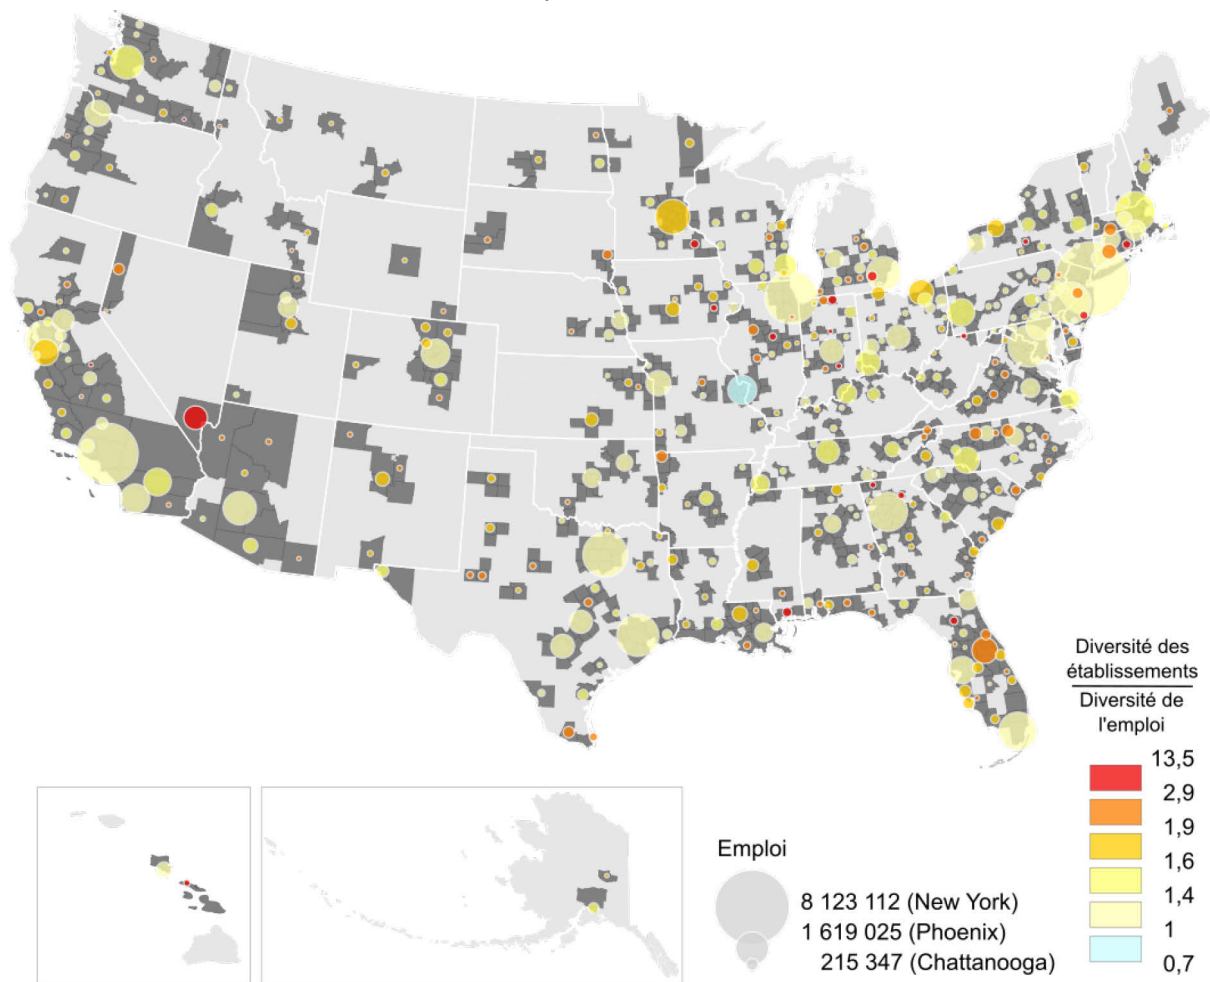 Diversité des
établissements
Diversité de
l'emploi
13,5
2,9
1,9
1,6
1,4
1
0,7
Emploi
8 123 112 (New York)
1 619 025 (Phoenix)
215 347 (Chattanooga)